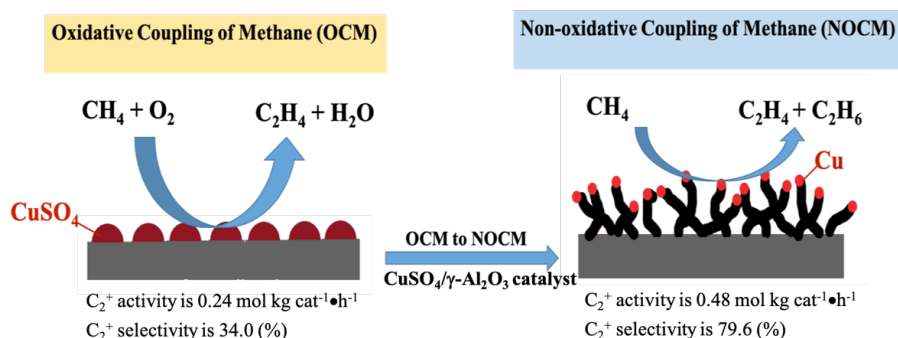 Oxidative Coupling of Methane (OCM)
Non-oxidative Coupling of Methane (NOCM)
CH₄ + O₂
C₂H₄ + H₂O
CH₄
C₂H₄ + C₂H₆
Cu
CuSO₄
OCM to NOCM
CuSO₄/γ-Al₂O₃ catalyst
C₂⁺ activity is 0.24 mol kg cat⁻¹•h⁻¹
C₂⁺ selectivity is 34.0 (%)
C₂⁺ activity is 0.48 mol kg cat⁻¹•h⁻¹
C₂⁺ selectivity is 79.6 (%)